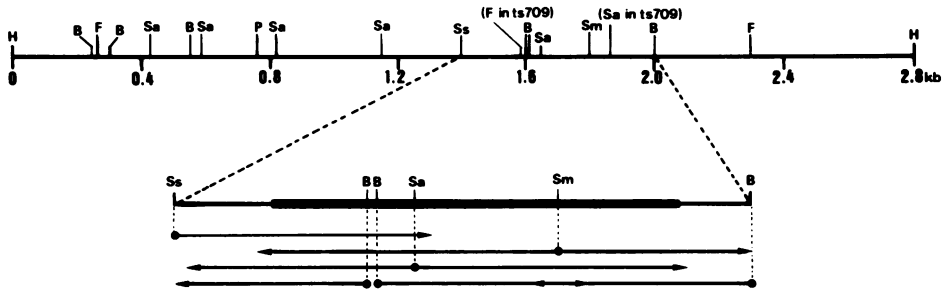 (F in ts709) (Sa in ts709)
H B F B Sa B Sa P Sa Sa Ss B Sa Sm B F H
0 0.4 0.8 1.2 1.6 2.0 2.4 2.8kb
Ss B B Sa Sm B